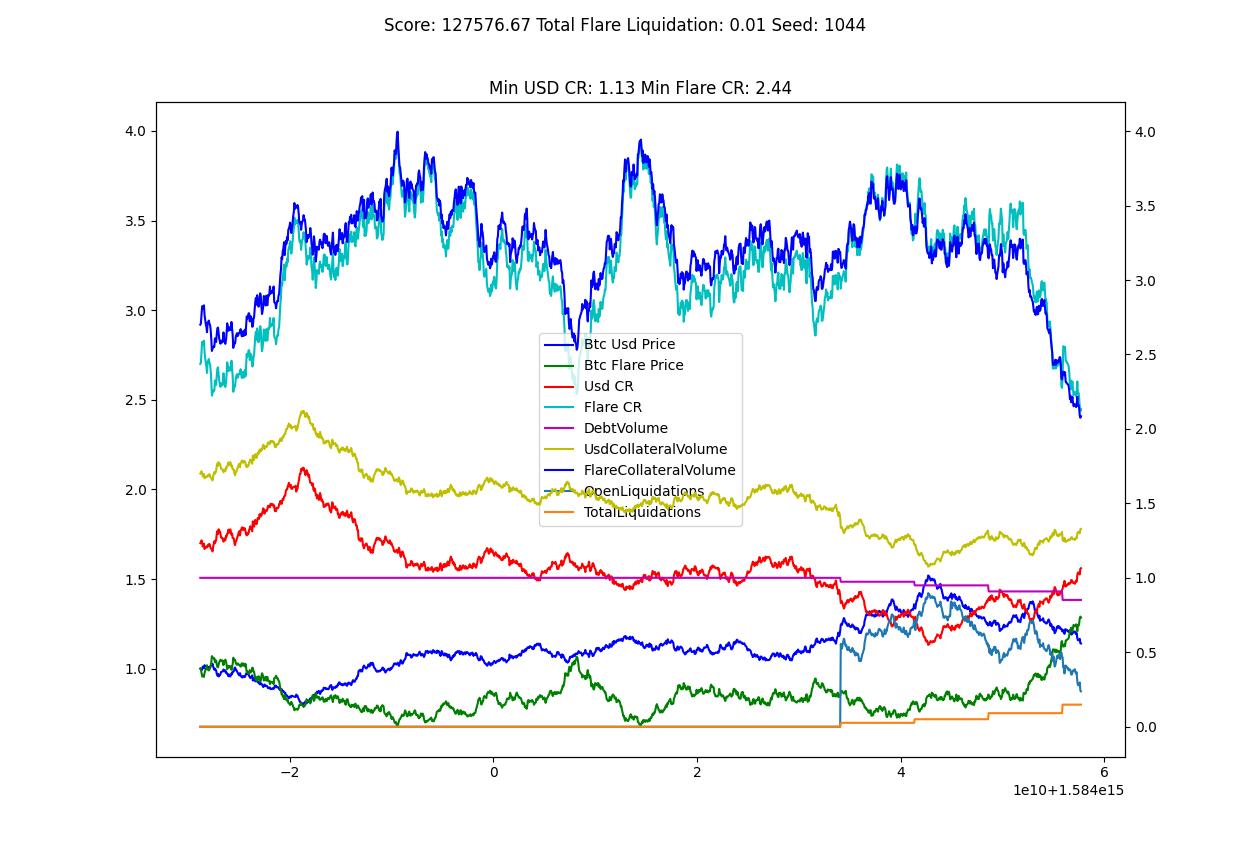 Score: 127576.67 Total Flare Liquidation: 0.01 Seed: 1044
Min USD CR: 1.13 Min Flare CR: 2.44
4.0
3.5
3.0
2.5
2.0
1.5
1.0
Btc Usd Price
Btc Flare Price
Usd CR
Flare CR
DebtVolume
UsdCollateralVolume
FlareCollateralVolume
OpenLiquidations
TotalLiquidations
4.0
3.5
3.0
2.5
2.0
1.5
1.0
0.5
0.0
−2 0 2 4 6
1e10+1.584e15